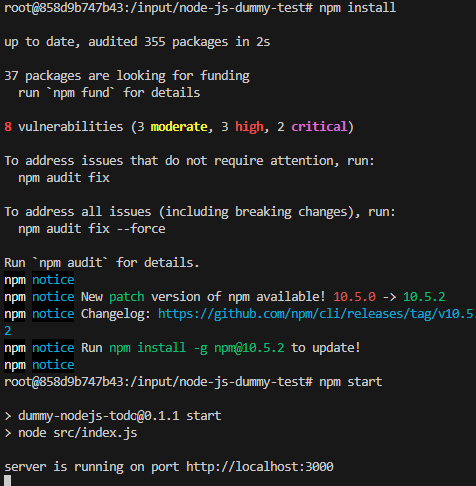 root@858d9b747b43:/input/node-js-dummy-test# npm install
up to date, audited 355 packages in 2s
37 packages are looking for funding
  run `npm fund` for details
8 vulnerabilities (3 moderate, 3 high, 2 critical)
To address issues that do not require attention, run:
  npm audit fix
To address all issues (including breaking changes), run:
  npm audit fix --force
Run `npm audit` for details.
npm notice
npm notice New patch version of npm available! 10.5.0 -> 10.5.2
npm notice Changelog: https://github.com/npm/cli/releases/tag/v10.5.
2
npm notice Run npm install -g npm@10.5.2 to update!
npm notice
root@858d9b747b43:/input/node-js-dummy-test# npm start
> dummy-nodejs-todo@0.1.1 start
> node src/index.js
server is running on port http://localhost:3000